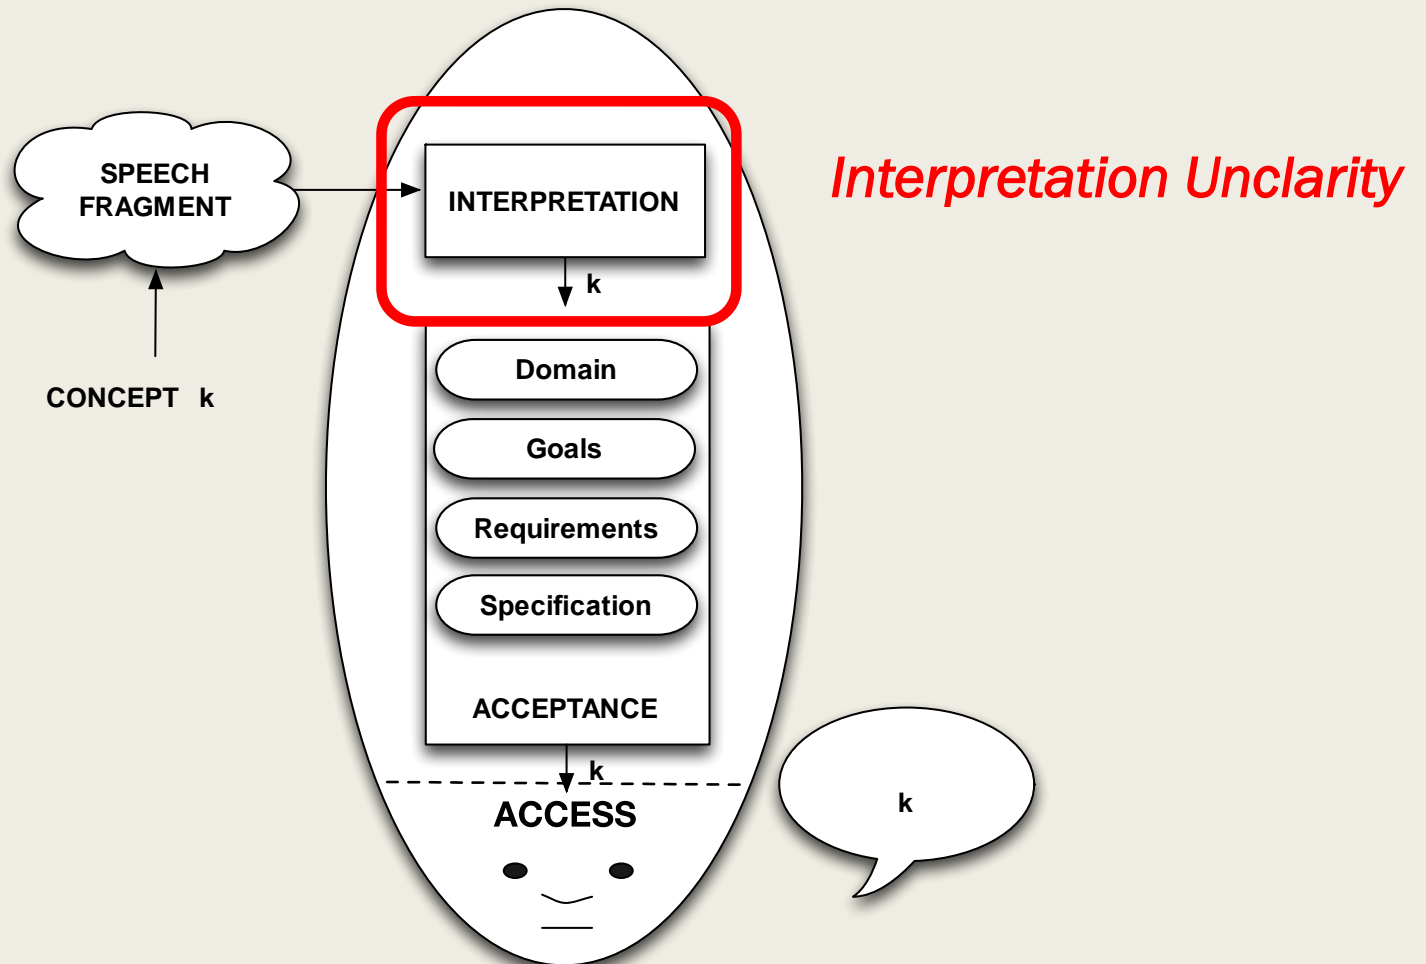 Interpretation Unclarity
SPEECH
FRAGMENT
INTERPRETATION
k
CONCEPT k
Domain
Goals
Requirements
Specification
ACCEPTANCE
k
ACCESS
k